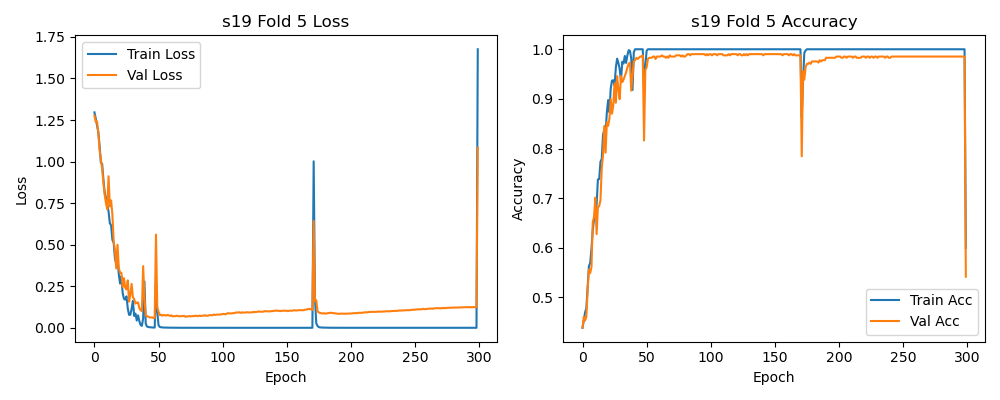 s19 Fold 5 Loss
Train Loss
Val Loss
1.75
1.50
1.25
1.00
0.75
0.50
0.25
0.00
Loss
0 50 100 150 200 250 300
Epoch
s19 Fold 5 Accuracy
1.0
0.9
0.8
0.7
0.6
0.5
Accuracy
Train Acc
Val Acc
0 50 100 150 200 250 300
Epoch